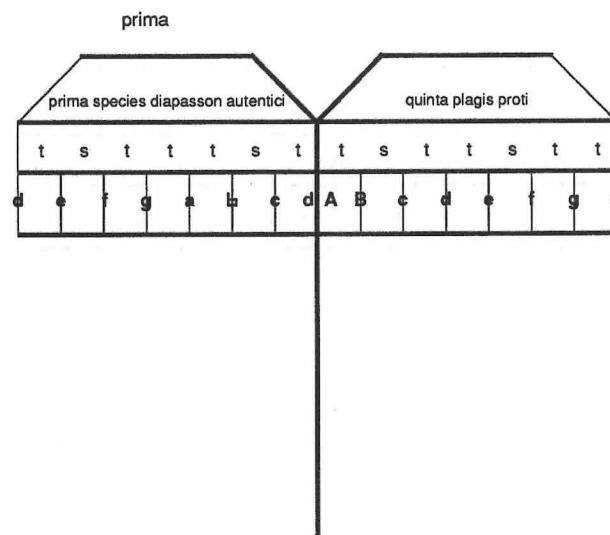 prima
prima species diapasson autentici quinta plagis proti
t s t t t s t t s t t s t t
d e f g a ♮ c d A B c d e f g